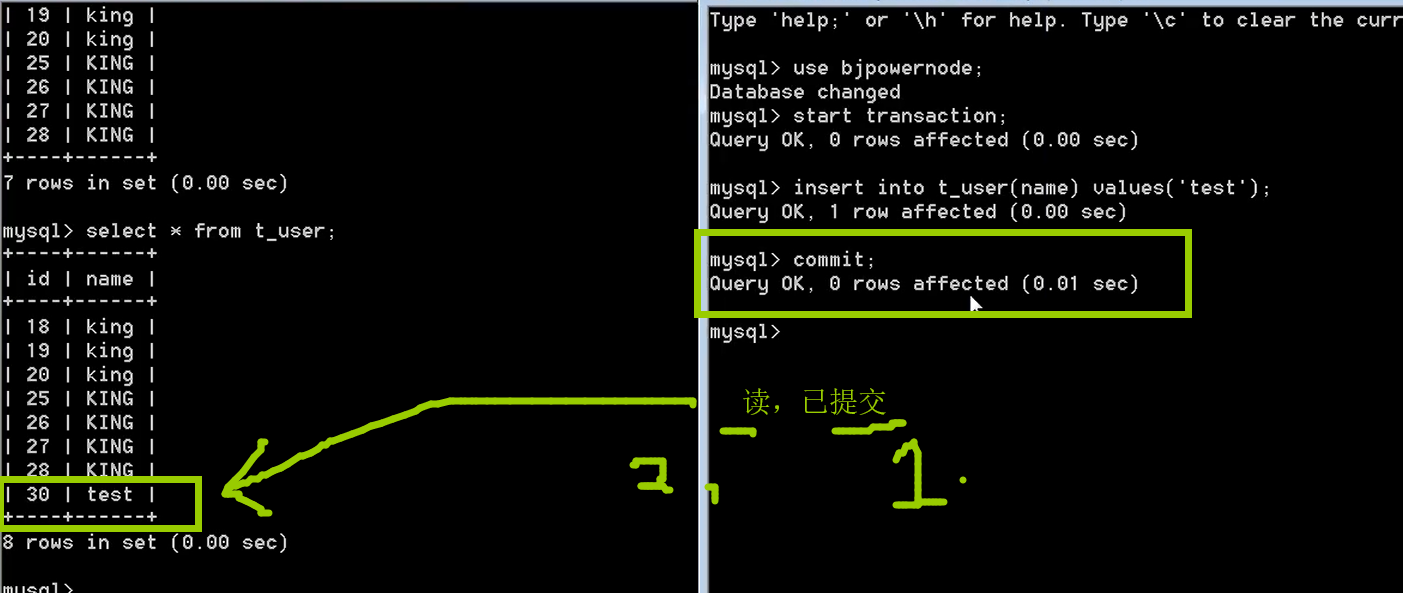 | 19 | king |
| 20 | king |
| 25 | KING |
| 26 | KING |
| 27 | KING |
| 28 | KING |
+----+------+
7 rows in set (0.00 sec)
mysql> select * from t_user;
+----+------+
| id | name |
+----+------+
| 18 | king |
| 19 | king |
| 20 | king |
| 25 | KING |
| 26 | KING |
| 27 | KING |
| 28 | KING |
| 30 | test |
+----+------+
8 rows in set (0.00 sec)
mysql>
Type 'help;' or '\h' for help. Type '\c' to clear the curr
mysql> use bjpowernode;
Database changed
mysql> start transaction;
Query OK, 0 rows affected (0.00 sec)
mysql> insert into t_user(name) values('test');
Query OK, 1 row affected (0.00 sec)
mysql> commit;
Query OK, 0 rows affected (0.01 sec)
mysql>
读，已提交
1.
2,